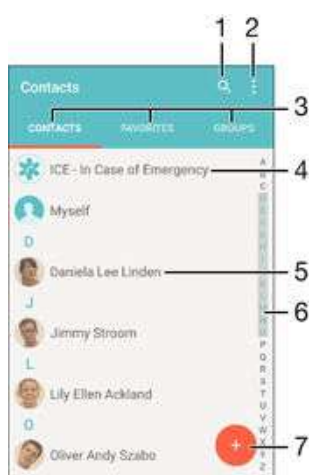 1 2
Contacts
3
CONTACTS FAVORITES GROUPS
ICE - In Case of Emergency
4
Myself
D
Daniela Lee Linden
5
J
Jimmy Stroom
6
L
Lily Ellen Ackland
O
Oliver Andy Szabo
+
7
A
B
C
P
Q
R
S
T
U
V
W
X
Y